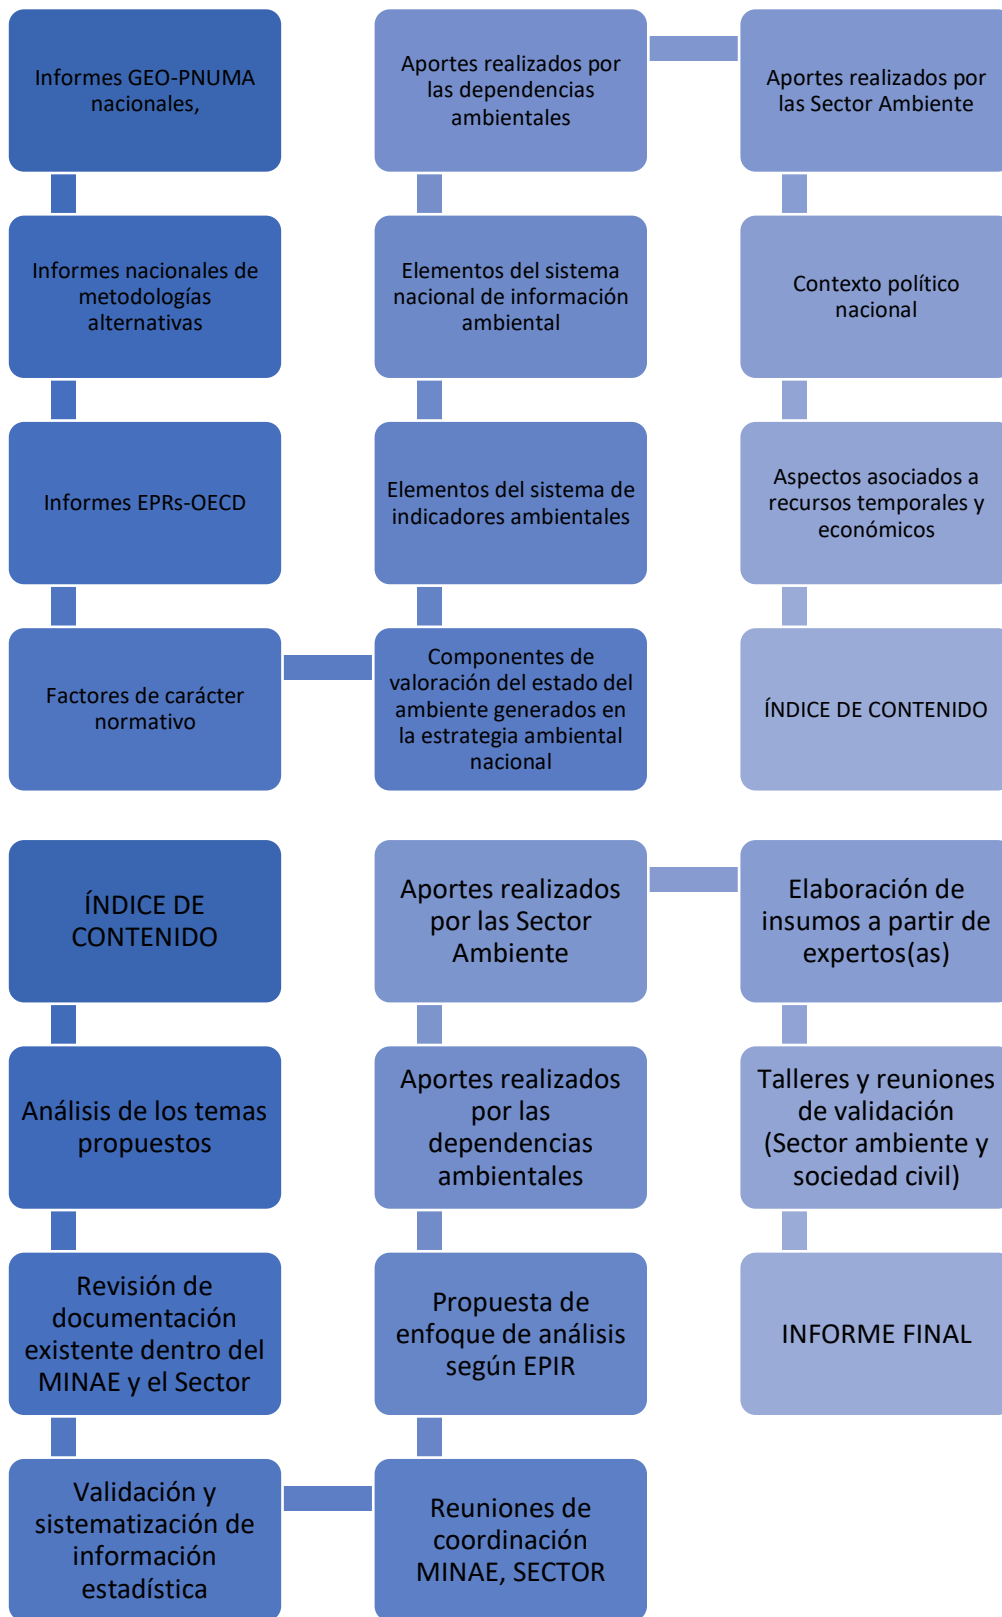 Informes GEO-PNUMA
nacionales,
Informes nacionales de
metodologías
alternativas
Informes EPRs-OECD
Factores de carácter
normativo
Componentes de
valoración del estado del
ambiente generados en
la estrategia ambiental
nacional
Elementos del sistema de
indicadores ambientales
Elementos del sistema
nacional de información
ambiental
Aportes realizados por
las dependencias
ambientales
Aportes realizados por
las Sector Ambiente
Contexto político
nacional
Aspectos asociados a
recursos temporales y
económicos
ÍNDICE DE CONTENIDO
ÍNDICE DE
CONTENIDO
Análisis de los temas
propuestos
Revisión de
documentación
existente dentro del
MINAE y el Sector
Validación y
sistematización de
información
estadística
Reuniones de
coordinación
MINAE, SECTOR
Propuesta de
enfoque de análisis
según EPIR
Aportes realizados
por las
dependencias
ambientales
Aportes realizados
por las Sector
Ambiente
Elaboración de
insumos a partir de
expertos(as)
Talleres y reuniones
de validación
(Sector ambiente y
sociedad civil)
INFORME FINAL